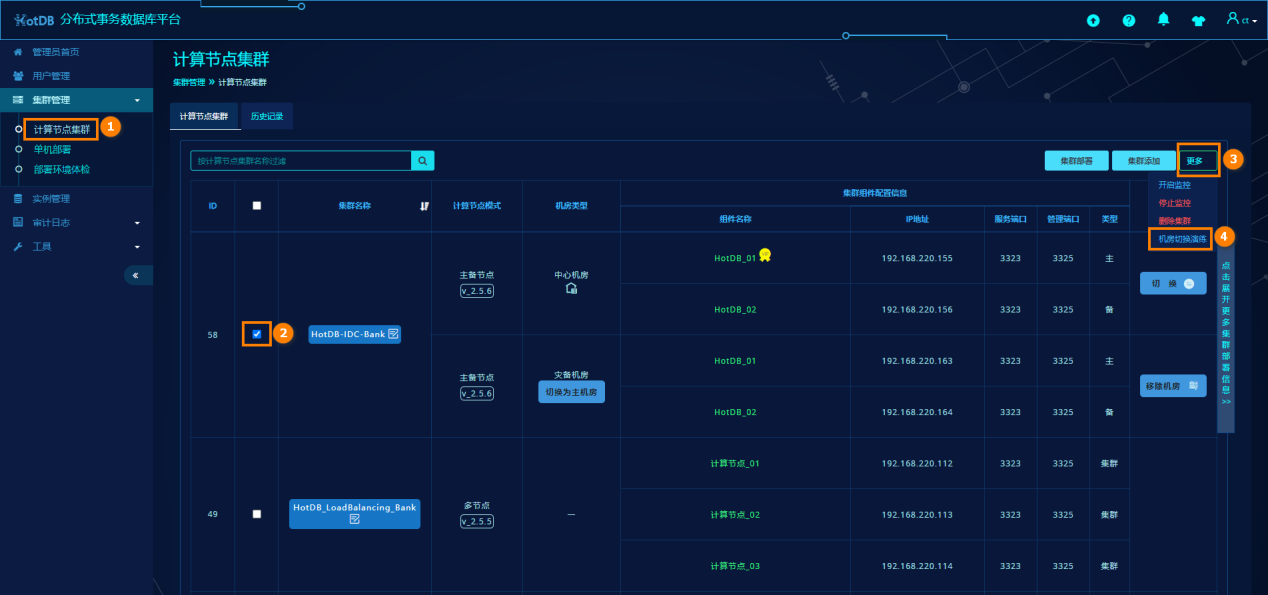 HotDB 分布式事务数据库平台
ct
管理员首页
用户管理
集群管理
计算节点集群 1
单机部署
部署环境体检
实例管理
审计日志
工具
«
计算节点集群
集群管理 » 计算节点集群
计算节点集群 历史记录
按计算节点集群名称过滤
集群部署 集群添加 更多 3
开启监控
停止监控
删除集群
机房切换演练 4
ID 集群名称 计算节点模式 机房类型 集群组件配置信息
组件名称 IP地址 服务端口 管理端口 类型
58 2 HotDB-IDC-Bank
主备节点
v_2.5.6
中心机房
HotDB_01 192.168.220.155 3323 3325 主
HotDB_02 192.168.220.156 3323 3325 备
切 换
主备节点
v_2.5.6
灾备机房
切换为主机房
HotDB_01 192.168.220.163 3323 3325 主
HotDB_02 192.168.220.164 3323 3325 备
移除机房
49 HotDB_LoadBalancing_Bank
多节点
v_2.5.5
—
计算节点_01 192.168.220.112 3323 3325 集群
计算节点_02 192.168.220.113 3323 3325 集群
计算节点_03 192.168.220.114 3323 3325 集群
点击展开更多集群部署信息>>